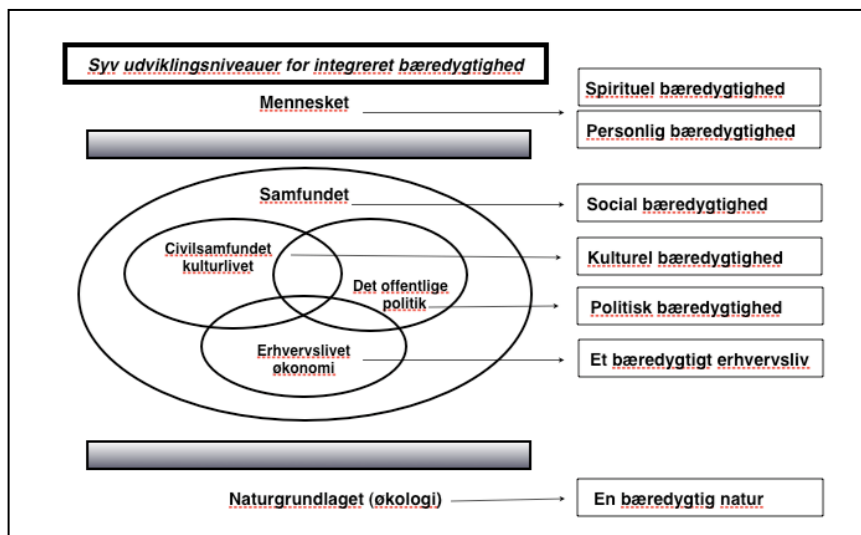 Syv udviklingsniveauer for integreret bæredygtighed
Mennesket
Spirituel bæredygtighed
Personlig bæredygtighed
Samfundet
Social bæredygtighed
Civilsamfundet
kulturlivet
Kulturel bæredygtighed
Det offentlige
politik
Politisk bæredygtighed
Erhvervslivet
økonomi
Et bæredygtigt erhvervsliv
Naturgrundlaget (økologi)
En bæredygtig natur